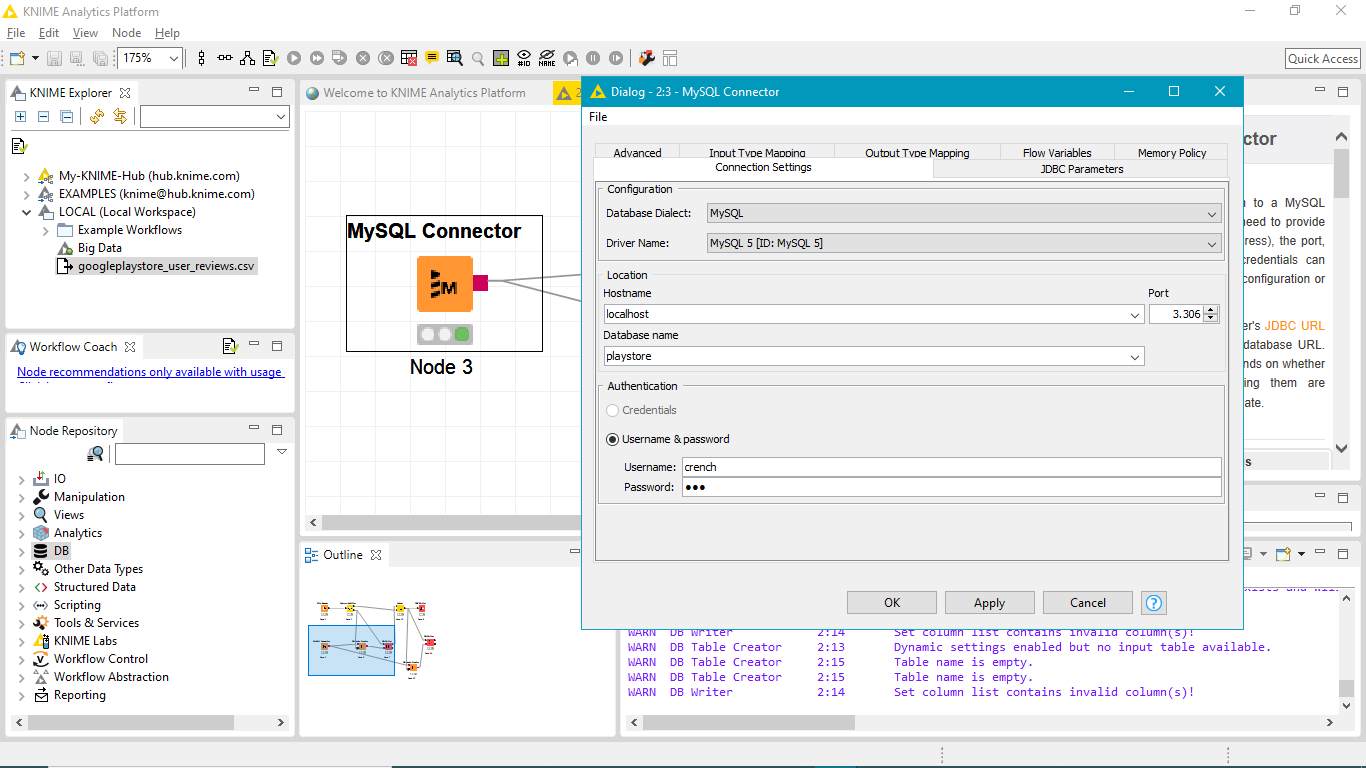 KNIME Analytics Platform
File Edit View Node Help
175%
Quick Access
KNIME Explorer
My-KNIME-Hub (hub.knime.com)
EXAMPLES (knime@hub.knime.com)
LOCAL (Local Workspace)
Example Workflows
Big Data
googleplaystore_user_reviews.csv
Workflow Coach
Node recommendations only available with usage
Node Repository
IO
Manipulation
Views
Analytics
DB
Other Data Types
Structured Data
Scripting
Tools & Services
KNIME Labs
Workflow Control
Workflow Abstraction
Reporting
Welcome to KNIME Analytics Platform
2
MySQL Connector
M
Node 3
Outline
Dialog - 2:3 - MySQL Connector
File
Advanced Input Type Mapping Output Type Mapping Flow Variables Memory Policy
Connection Settings JDBC Parameters
Configuration
Database Dialect: MySQL
Driver Name: MySQL 5 [ID: MySQL 5]
Location
Hostname Port
localhost 3.306
Database name
playstore
Authentication
Credentials
Username & password
Username: crench
Password: ●●●
OK Apply Cancel ?
ctor
n to a MySQL
need to provide
ress), the port,
credentials can
configuration or
er's JDBC URL
database URL.
nds on whether
ing them are
ate.
s
WARN DB Writer 2:14 Set column list contains invalid column(s)!
WARN DB Table Creator 2:13 Dynamic settings enabled but no input table available.
WARN DB Table Creator 2:15 Table name is empty.
WARN DB Table Creator 2:15 Table name is empty.
WARN DB Writer 2:14 Set column list contains invalid column(s)!